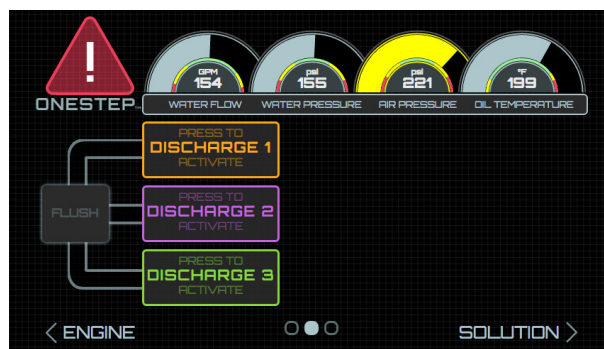 !
GPM
154
psi
155
psi
221
°F
199
ONESTEP™
WATER FLOW
WATER PRESSURE
AIR PRESSURE
OIL TEMPERATURE
PRESS TO
DISCHARGE 1
ACTIVATE
FLUSH
PRESS TO
DISCHARGE 2
ACTIVATE
PRESS TO
DISCHARGE 3
ACTIVATE
< ENGINE
SOLUTION >